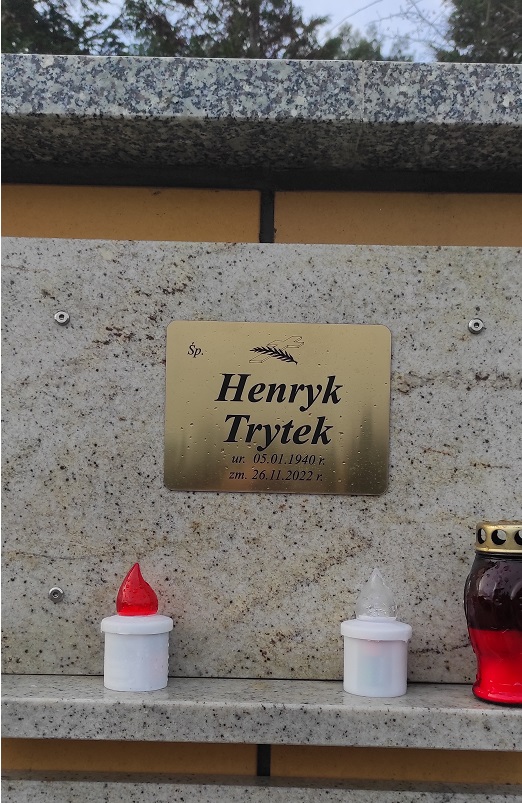 Śp.
Henryk
Trytek
ur. 05.01.1940 r.
zm. 26.11.2022 r.